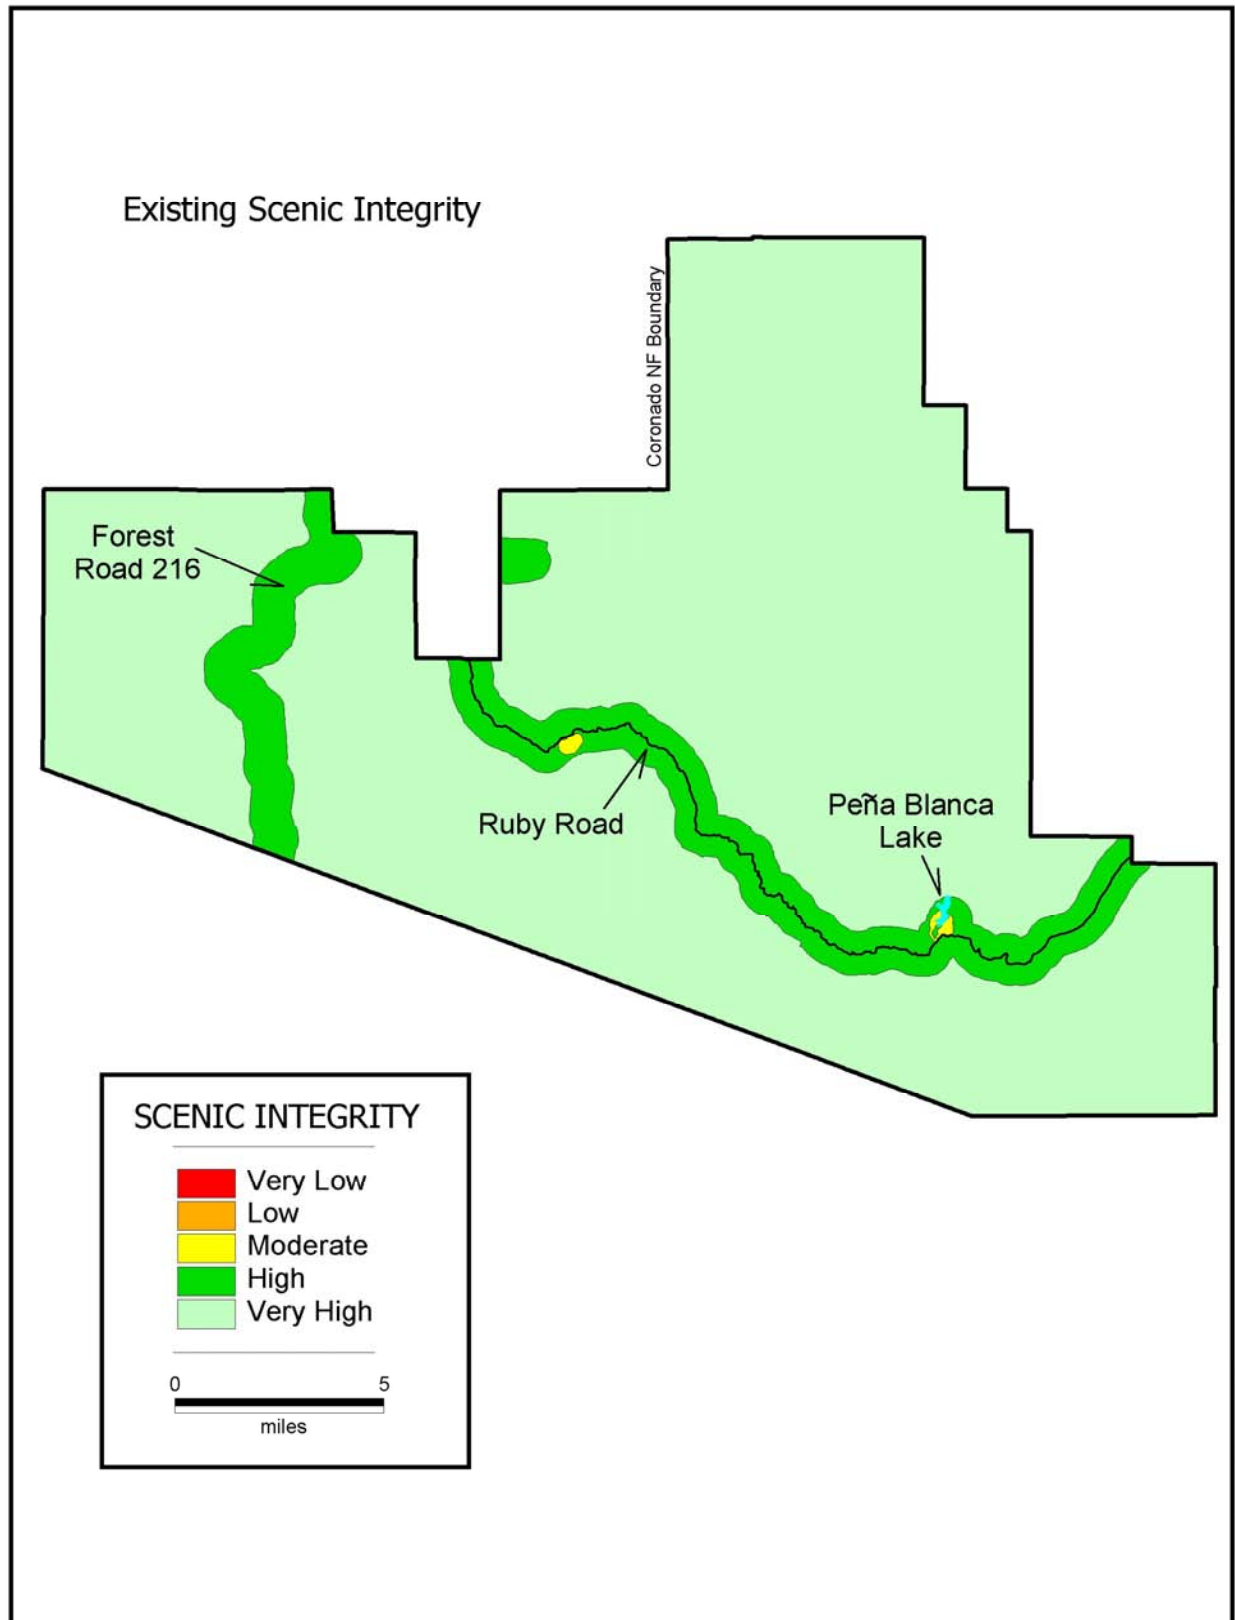 Existing Scenic Integrity
Coronado NF Boundary
Forest
Road 216
Ruby Road
Peña Blanca
Lake
SCENIC INTEGRITY
Very Low
Low
Moderate
High
Very High
0 5
miles